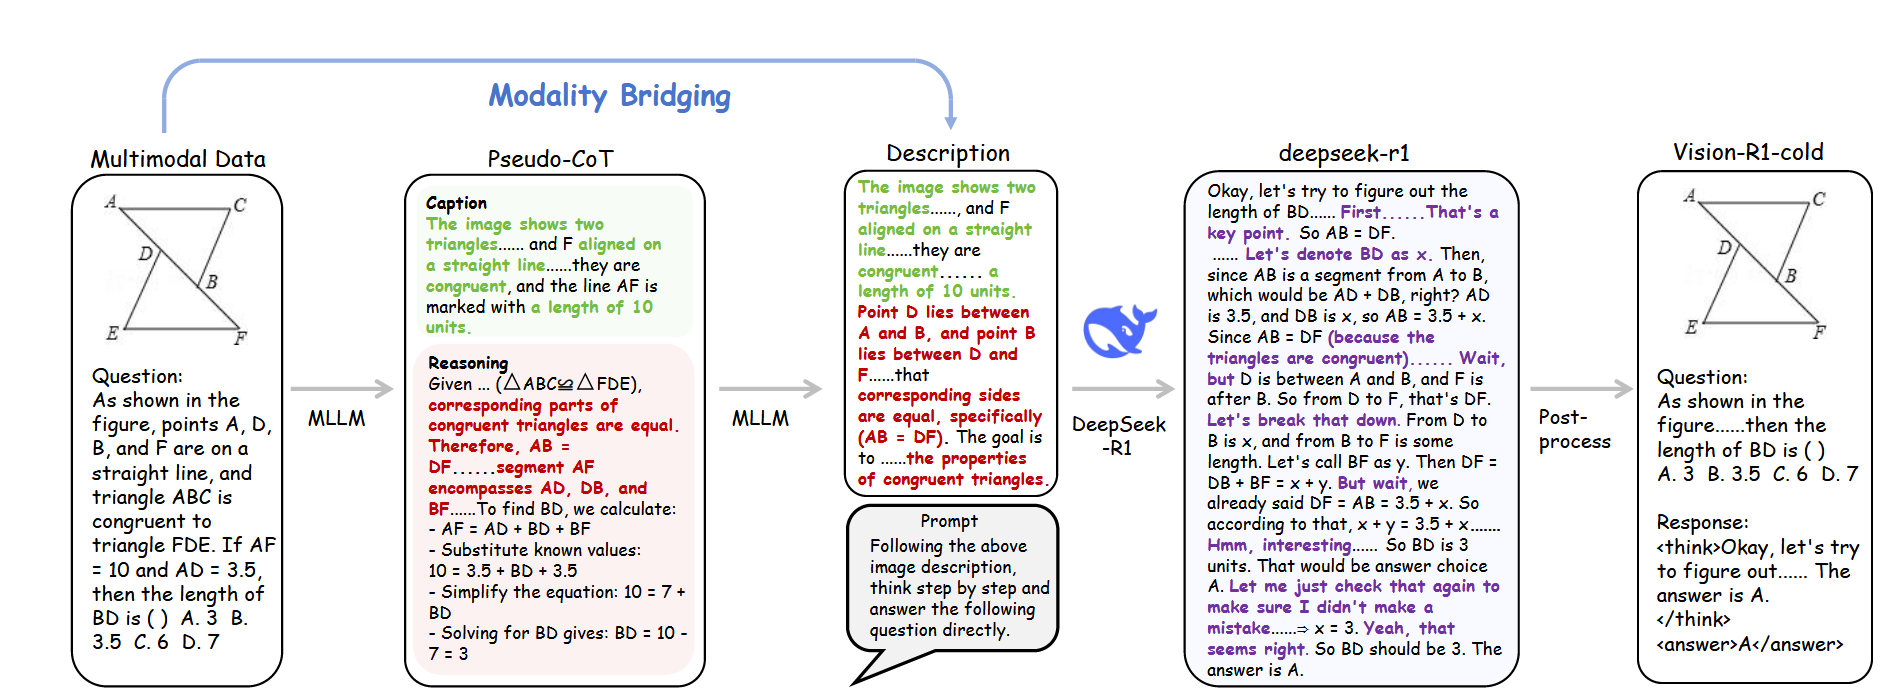 Modality Bridging
Multimodal Data
A
C
D
B
E
F
Question:
As shown in the
figure, points A, D,
B, and F are on a
straight line, and
triangle ABC is
congruent to
triangle FDE. If AF
= 10 and AD = 3.5,
then the length of
BD is ( ) A. 3 B.
3.5 C. 6 D. 7
MLLM
Pseudo-CoT
Caption
The image shows two
triangles...... and F aligned on
a straight line......they are
congruent, and the line AF is
marked with a length of 10
units.
Reasoning
Given ... (△ABC≌△FDE),
corresponding parts of
congruent triangles are equal.
Therefore, AB =
DF......segment AF
encompasses AD, DB, and
BF......To find BD, we calculate:
- AF = AD + BD + BF
- Substitute known values:
10 = 3.5 + BD + 3.5
- Simplify the equation: 10 = 7 +
BD
- Solving for BD gives: BD = 10 -
7 = 3
MLLM
Description
The image shows two
triangles......, and F
aligned on a straight
line......they are
congruent...... a
length of 10 units.
Point D lies between
A and B, and point B
lies between D and
F......that
corresponding sides
are equal, specifically
(AB = DF). The goal is
to ......the properties
of congruent triangles.
Prompt
Following the above
image description,
think step by step and
answer the following
question directly.
DeepSeek
-R1
deepseek-r1
Okay, let's try to figure out the
length of BD...... First......That's a
key point. So AB = DF.
...... Let's denote BD as x. Then,
since AB is a segment from A to B,
which would be AD + DB, right? AD
is 3.5, and DB is x, so AB = 3.5 + x.
Since AB = DF (because the
triangles are congruent)...... Wait,
but D is between A and B, and F is
after B. So from D to F, that's DF.
Let's break that down. From D to
B is x, and from B to F is some
length. Let's call BF as y. Then DF =
DB + BF = x + y. But wait, we
already said DF = AB = 3.5 + x. So
according to that, x + y = 3.5 + x.......
Hmm, interesting...... So BD is 3
units. That would be answer choice
A. Let me just check that again to
make sure I didn't make a
mistake......⇒ x = 3. Yeah, that
seems right. So BD should be 3. The
answer is A.
Post-
process
Vision-R1-cold
A
C
D
B
E
F
Question:
As shown in the
figure......then the
length of BD is ( )
A. 3 B. 3.5 C. 6 D. 7
Response:
<think>Okay, let's try
to figure out...... The
answer is A.
</think>
<answer>A</answer>